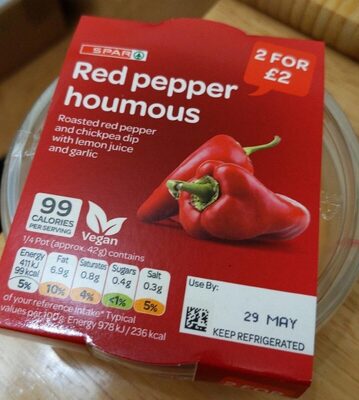 SPAR
2 FOR
£2
Red pepper
houmous
Roasted red pepper
and chickpea dip
with lemon juice
and garlic
99
CALORIES
PER SERVING
Vegan
1/4 Pot (approx. 42g) contains
Energy
411 kJ
99 kcal
5%
Fat
6.9g
10%
Saturates
0.8g
4%
Sugars
0.4g
<1%
Salt
0.3g
5%
of your reference intake* Typical
values per 100g: Energy 978 kJ / 236 kcal
Use By:
29 MAY
KEEP REFRIGERATED